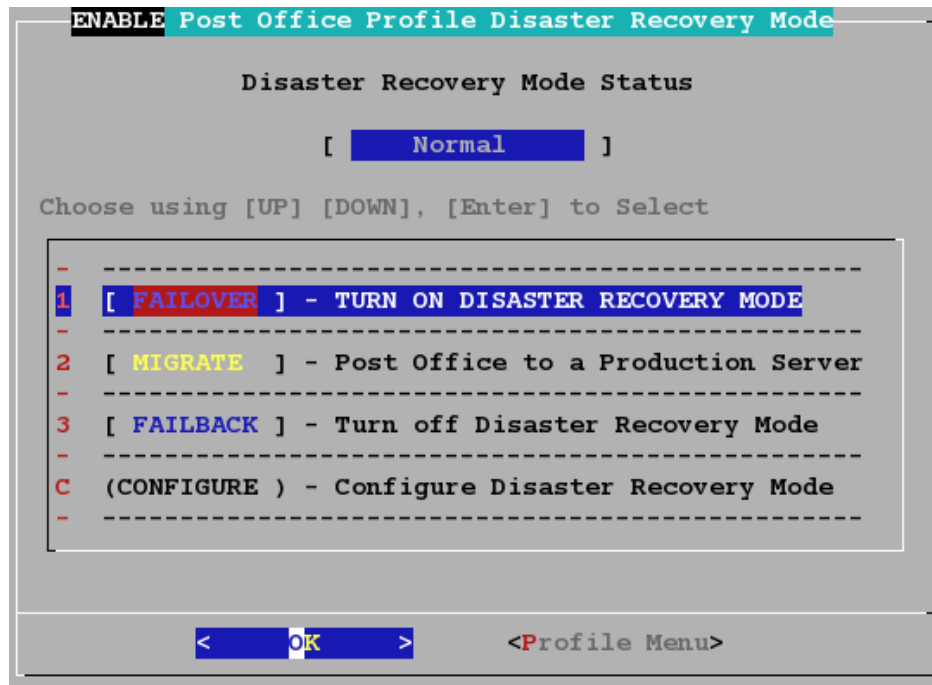 ENABLE Post Office Profile Disaster Recovery Mode
Disaster Recovery Mode Status
[ Normal ]
Choose using [UP] [DOWN], [Enter] to Select
- -------------------------------------------------
1 [ FAILOVER ] - TURN ON DISASTER RECOVERY MODE
- -------------------------------------------------
2 [ MIGRATE ] - Post Office to a Production Server
- -------------------------------------------------
3 [ FAILBACK ] - Turn off Disaster Recovery Mode
- -------------------------------------------------
C (CONFIGURE ) - Configure Disaster Recovery Mode
- -------------------------------------------------
< OK > <Profile Menu>